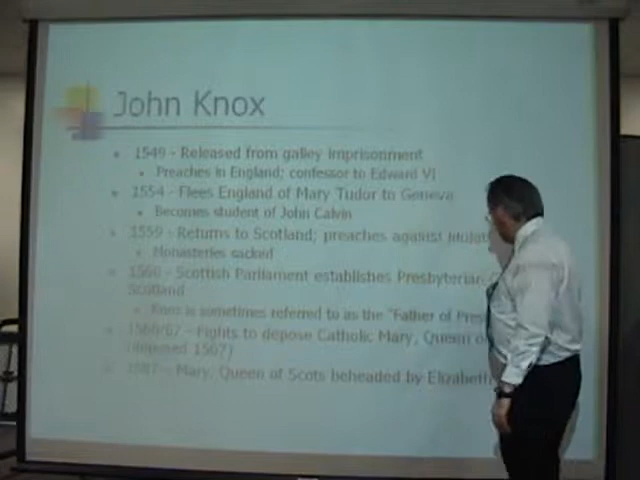 John Knox
1549 - Released from galley imprisonment
Preaches in England; confessor to Edward VI
1554 - Flees England of Mary Tudor to Geneva
Becomes student of John Calvin
1559 - Returns to Scotland; preaches against
Monasteries sacked
1560 - Scottish Parliament establishes Presbyterian
Scotland
Knox is sometimes referred to as the "Father of
1566/67 - Fights to depose Catholic Mary, Queen
(deposed 1567)
1587 - Mary, Queen of Scots beheaded by Elizabeth